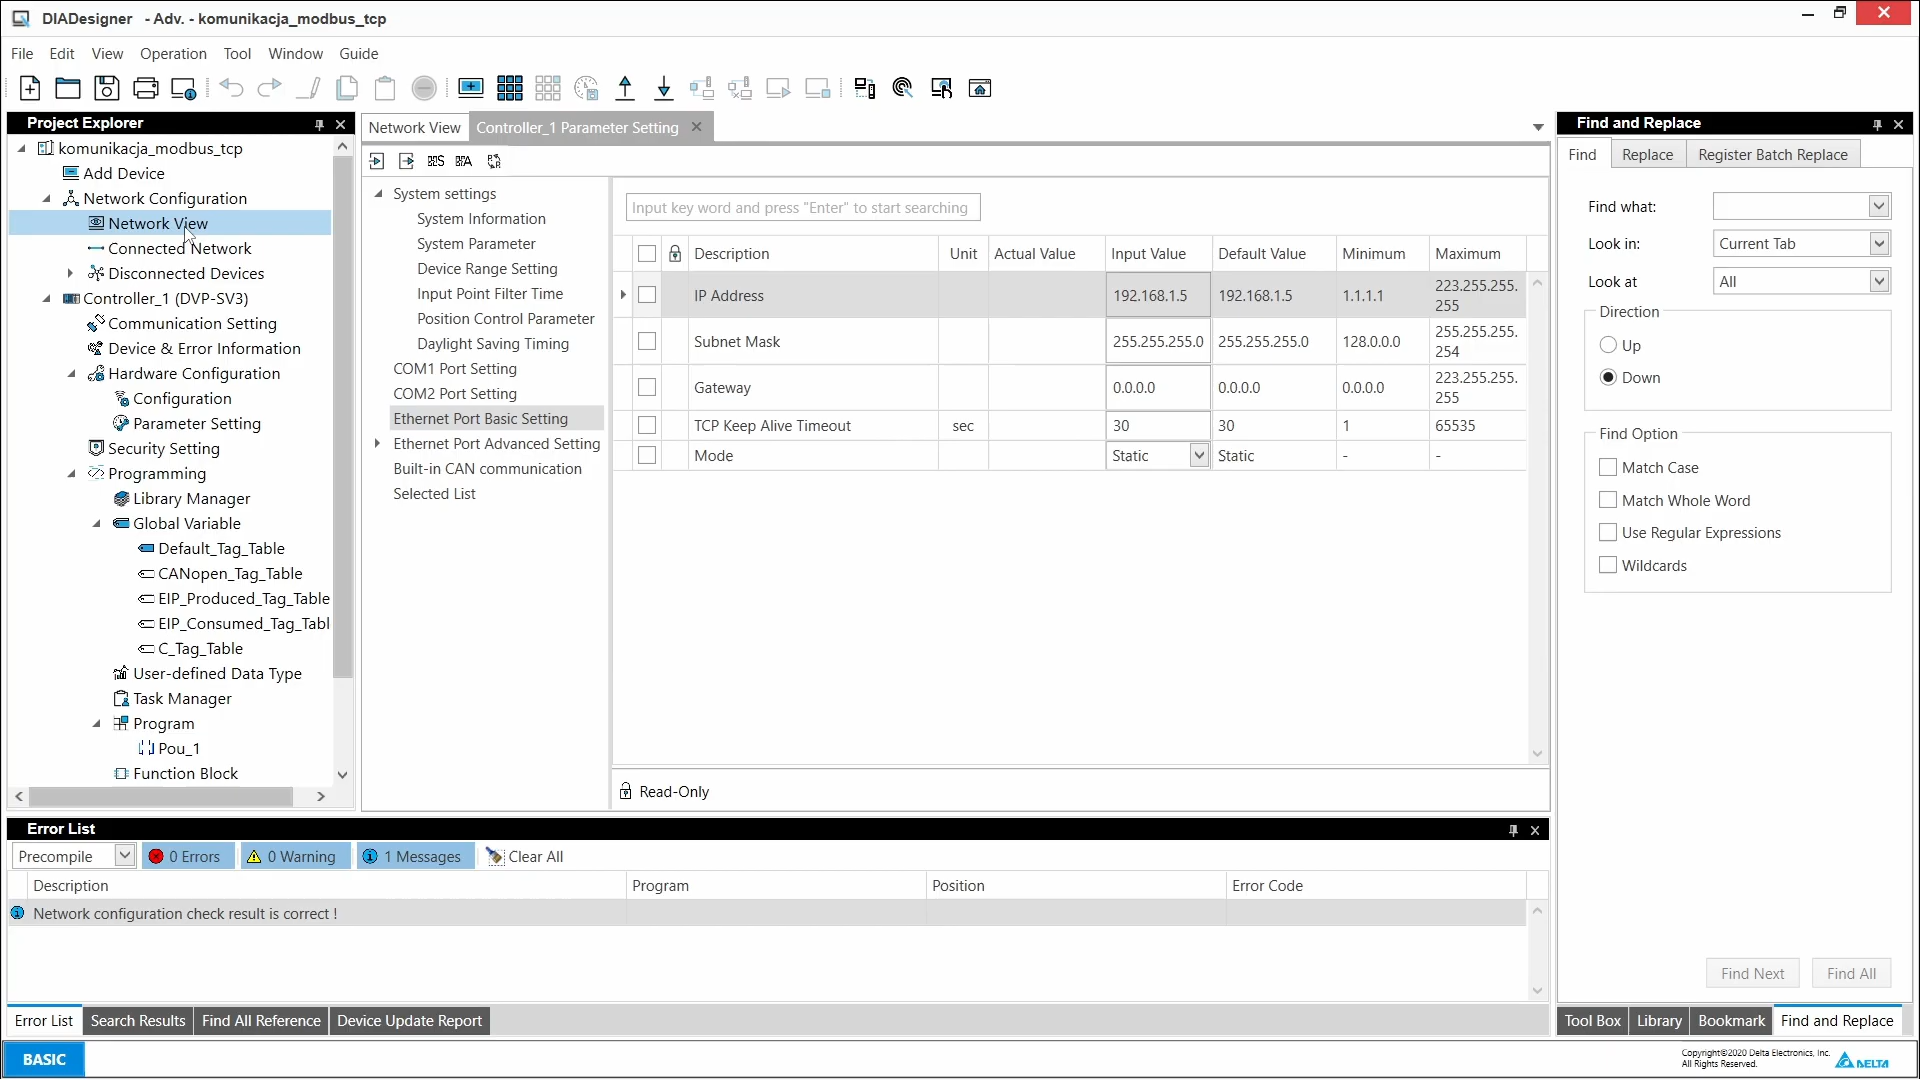 DIADesigner - Adv. - komunikacja_modbus_tcp
File Edit View Operation Tool Window Guide
Project Explorer
komunikacja_modbus_tcp
Add Device
Network Configuration
Network View
Connected Network
Disconnected Devices
Controller_1 (DVP-SV3)
Communication Setting
Device & Error Information
Hardware Configuration
Configuration
Parameter Setting
Security Setting
Programming
Library Manager
Global Variable
Default_Tag_Table
CANopen_Tag_Table
EIP_Produced_Tag_Table
EIP_Consumed_Tag_Tabl
C_Tag_Table
User-defined Data Type
Task Manager
Program
Pou_1
Function Block
Network View Controller_1 Parameter Setting
System settings
System Information
System Parameter
Device Range Setting
Input Point Filter Time
Position Control Parameter
Daylight Saving Timing
COM1 Port Setting
COM2 Port Setting
Ethernet Port Basic Setting
Ethernet Port Advanced Setting
Built-in CAN communication
Selected List
Input key word and press "Enter" to start searching
Description Unit Actual Value Input Value Default Value Minimum Maximum
IP Address 192.168.1.5 192.168.1.5 1.1.1.1 223.255.255.
255
Subnet Mask 255.255.255.0 255.255.255.0 128.0.0.0 255.255.255.
254
Gateway 0.0.0.0 0.0.0.0 0.0.0.0 223.255.255.
255
TCP Keep Alive Timeout sec 30 30 1 65535
Mode Static Static - -
Read-Only
Find and Replace
Find Replace Register Batch Replace
Find what:
Look in: Current Tab
Look at All
Direction
Up
Down
Find Option
Match Case
Match Whole Word
Use Regular Expressions
Wildcards
Find Next Find All
Tool Box Library Bookmark Find and Replace
Error List
Precompile 0 Errors 0 Warning 1 Messages Clear All
Description Program Position Error Code
Network configuration check result is correct !
Error List Search Results Find All Reference Device Update Report
BASIC
Copyright©2020 Delta Electronics, Inc.
All Rights Reserved.
DELTA